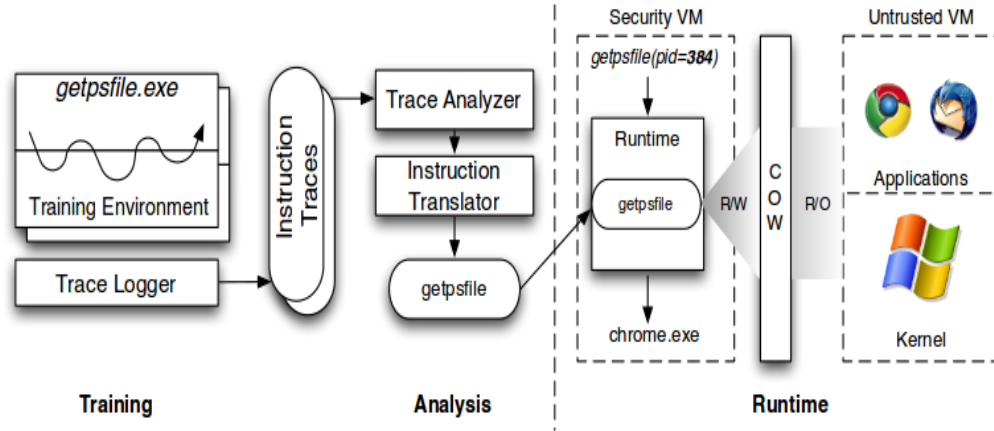 getpsfile.exe
Training Environment
Trace Logger
Instruction
Traces
Training
Trace Analyzer
Instruction
Translator
getpsfile
Analysis
Security VM
getpsfile(pid=384)
Runtime
getpsfile
chrome.exe
R/W
C
O
W
R/O
Untrusted VM
Applications
Kernel
Runtime